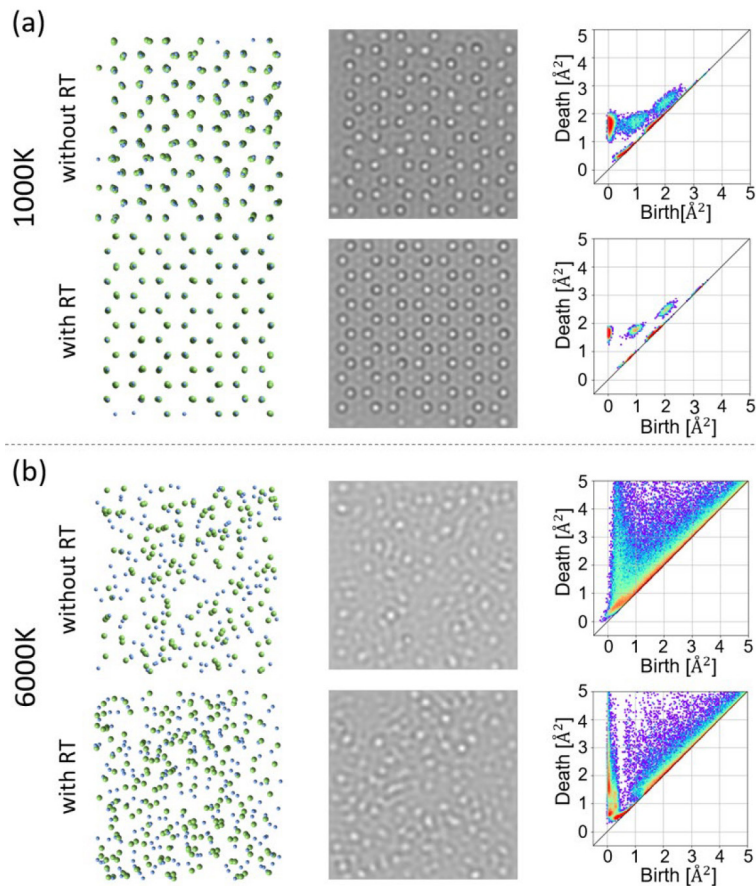 (a)
1000K
without RT
5
4
3
2
1
0
Death [Å²]
0 1 2 3 4 5
Birth[Å²]
with RT
5
4
3
2
1
0
Death [Å²]
0 1 2 3 4 5
Birth [Å²]
(b)
6000K
without RT
5
4
3
2
1
0
Death [Å²]
0 1 2 3 4 5
Birth [Å²]
with RT
5
4
3
2
1
0
Death [Å²]
0 1 2 3 4 5
Birth [Å²]